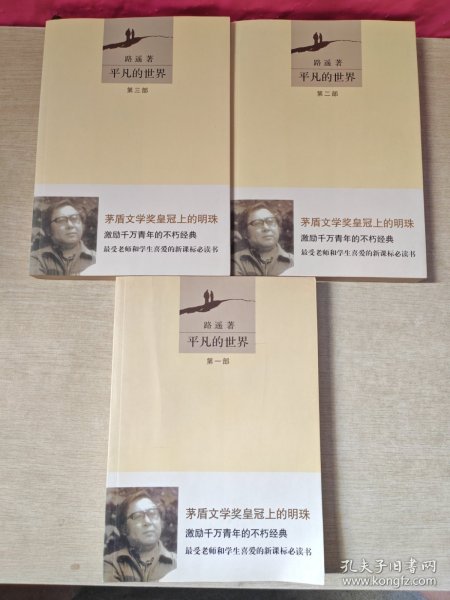 路遥 著
平凡的世界
第三部
茅盾文学奖皇冠上的明珠
激励千万青年的不朽经典
最受老师和学生喜爱的新课标必读书
路遥 著
平凡的世界
第二部
茅盾文学奖皇冠上的明珠
激励千万青年的不朽经典
最受老师和学生喜爱的新课标必读书
路遥 著
平凡的世界
第一部
茅盾文学奖皇冠上的明珠
激励千万青年的不朽经典
最受老师和学生喜爱的新课标必读书
孔夫子旧书网
www.kongfz.com